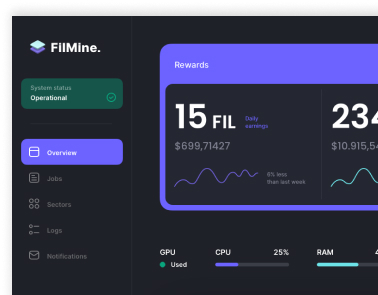 FilMine.
System status
Operational
Overview
Jobs
Sectors
Logs
Notifications
Rewards
15 FIL
Daily
earnings
$699,71427
6% less
than last week
234
$10.915,54
GPU
Used
CPU 25%
RAM 4